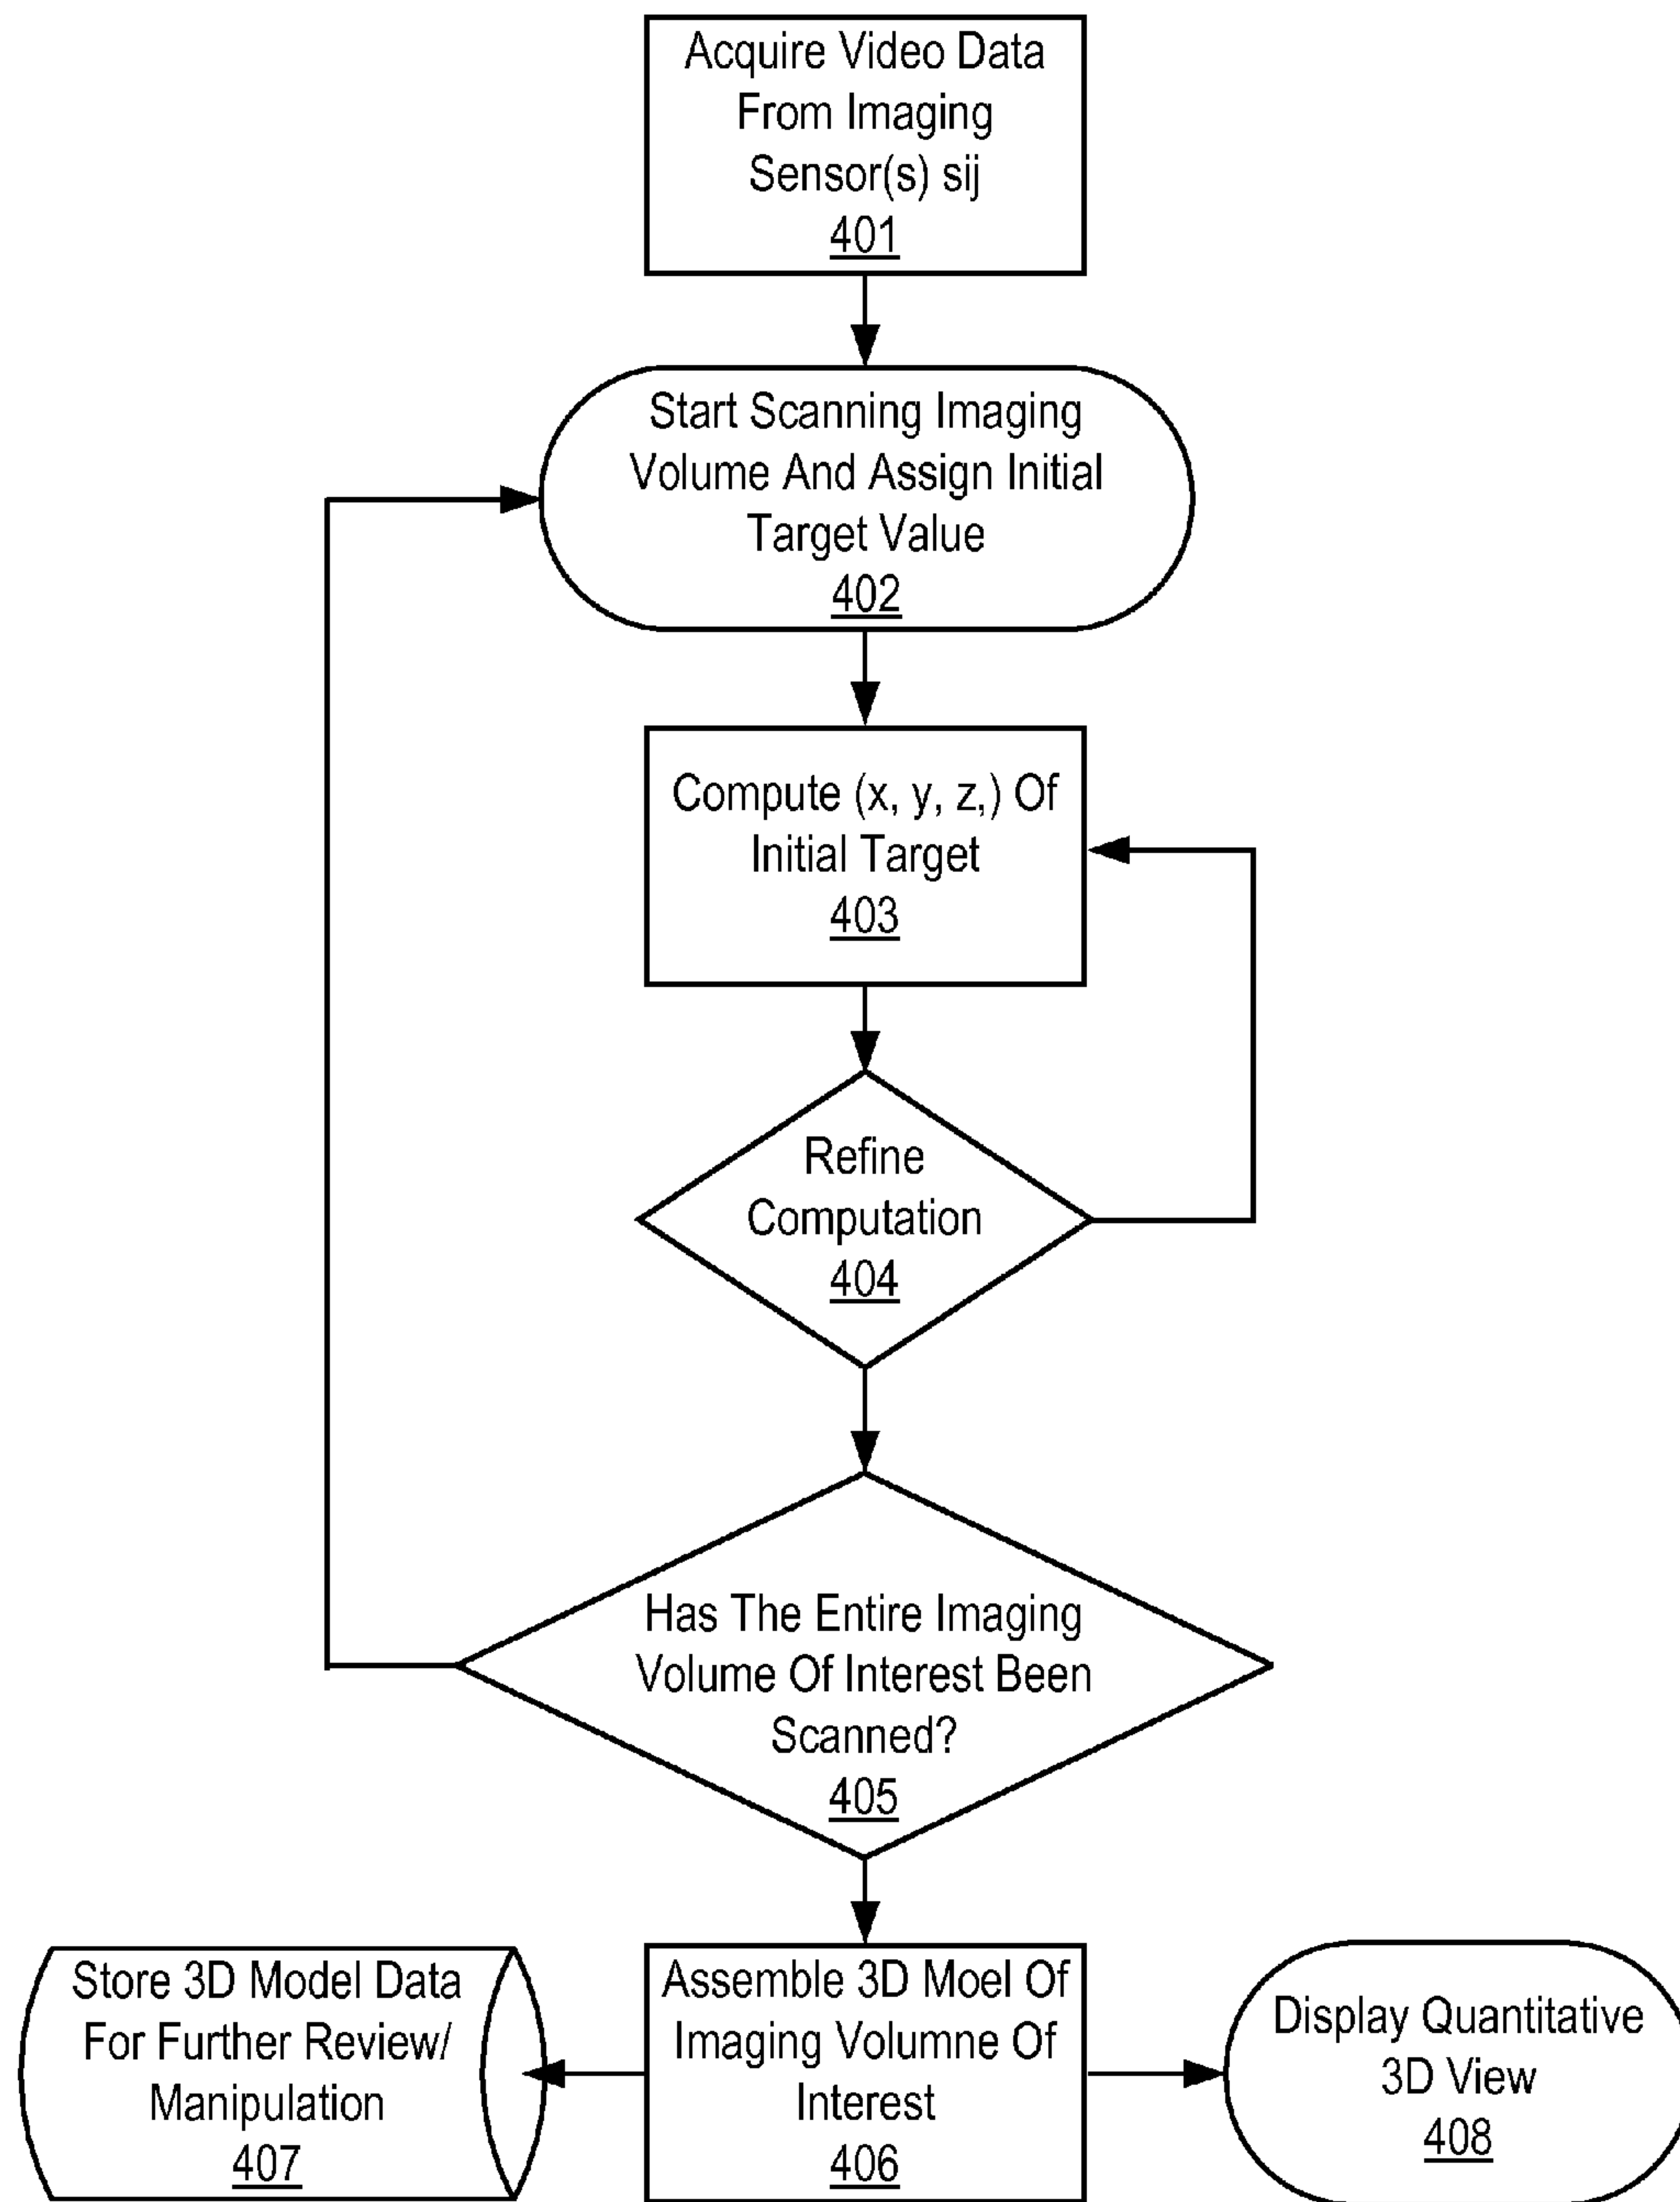 Acquire Video Data
From Imaging
Sensor(s) sij
401
Start Scanning Imaging
Volume And Assign Initial
Target Value
402
Compute (x, y, z,) Of
Initial Target
403
Refine
Computation
404
Has The Entire Imaging
Volume Of Interest Been
Scanned?
405
Store 3D Model Data
For Further Review/
Manipulation
407
Assemble 3D Moel Of
Imaging Volumne Of
Interest
406
Display Quantitative
3D View
408